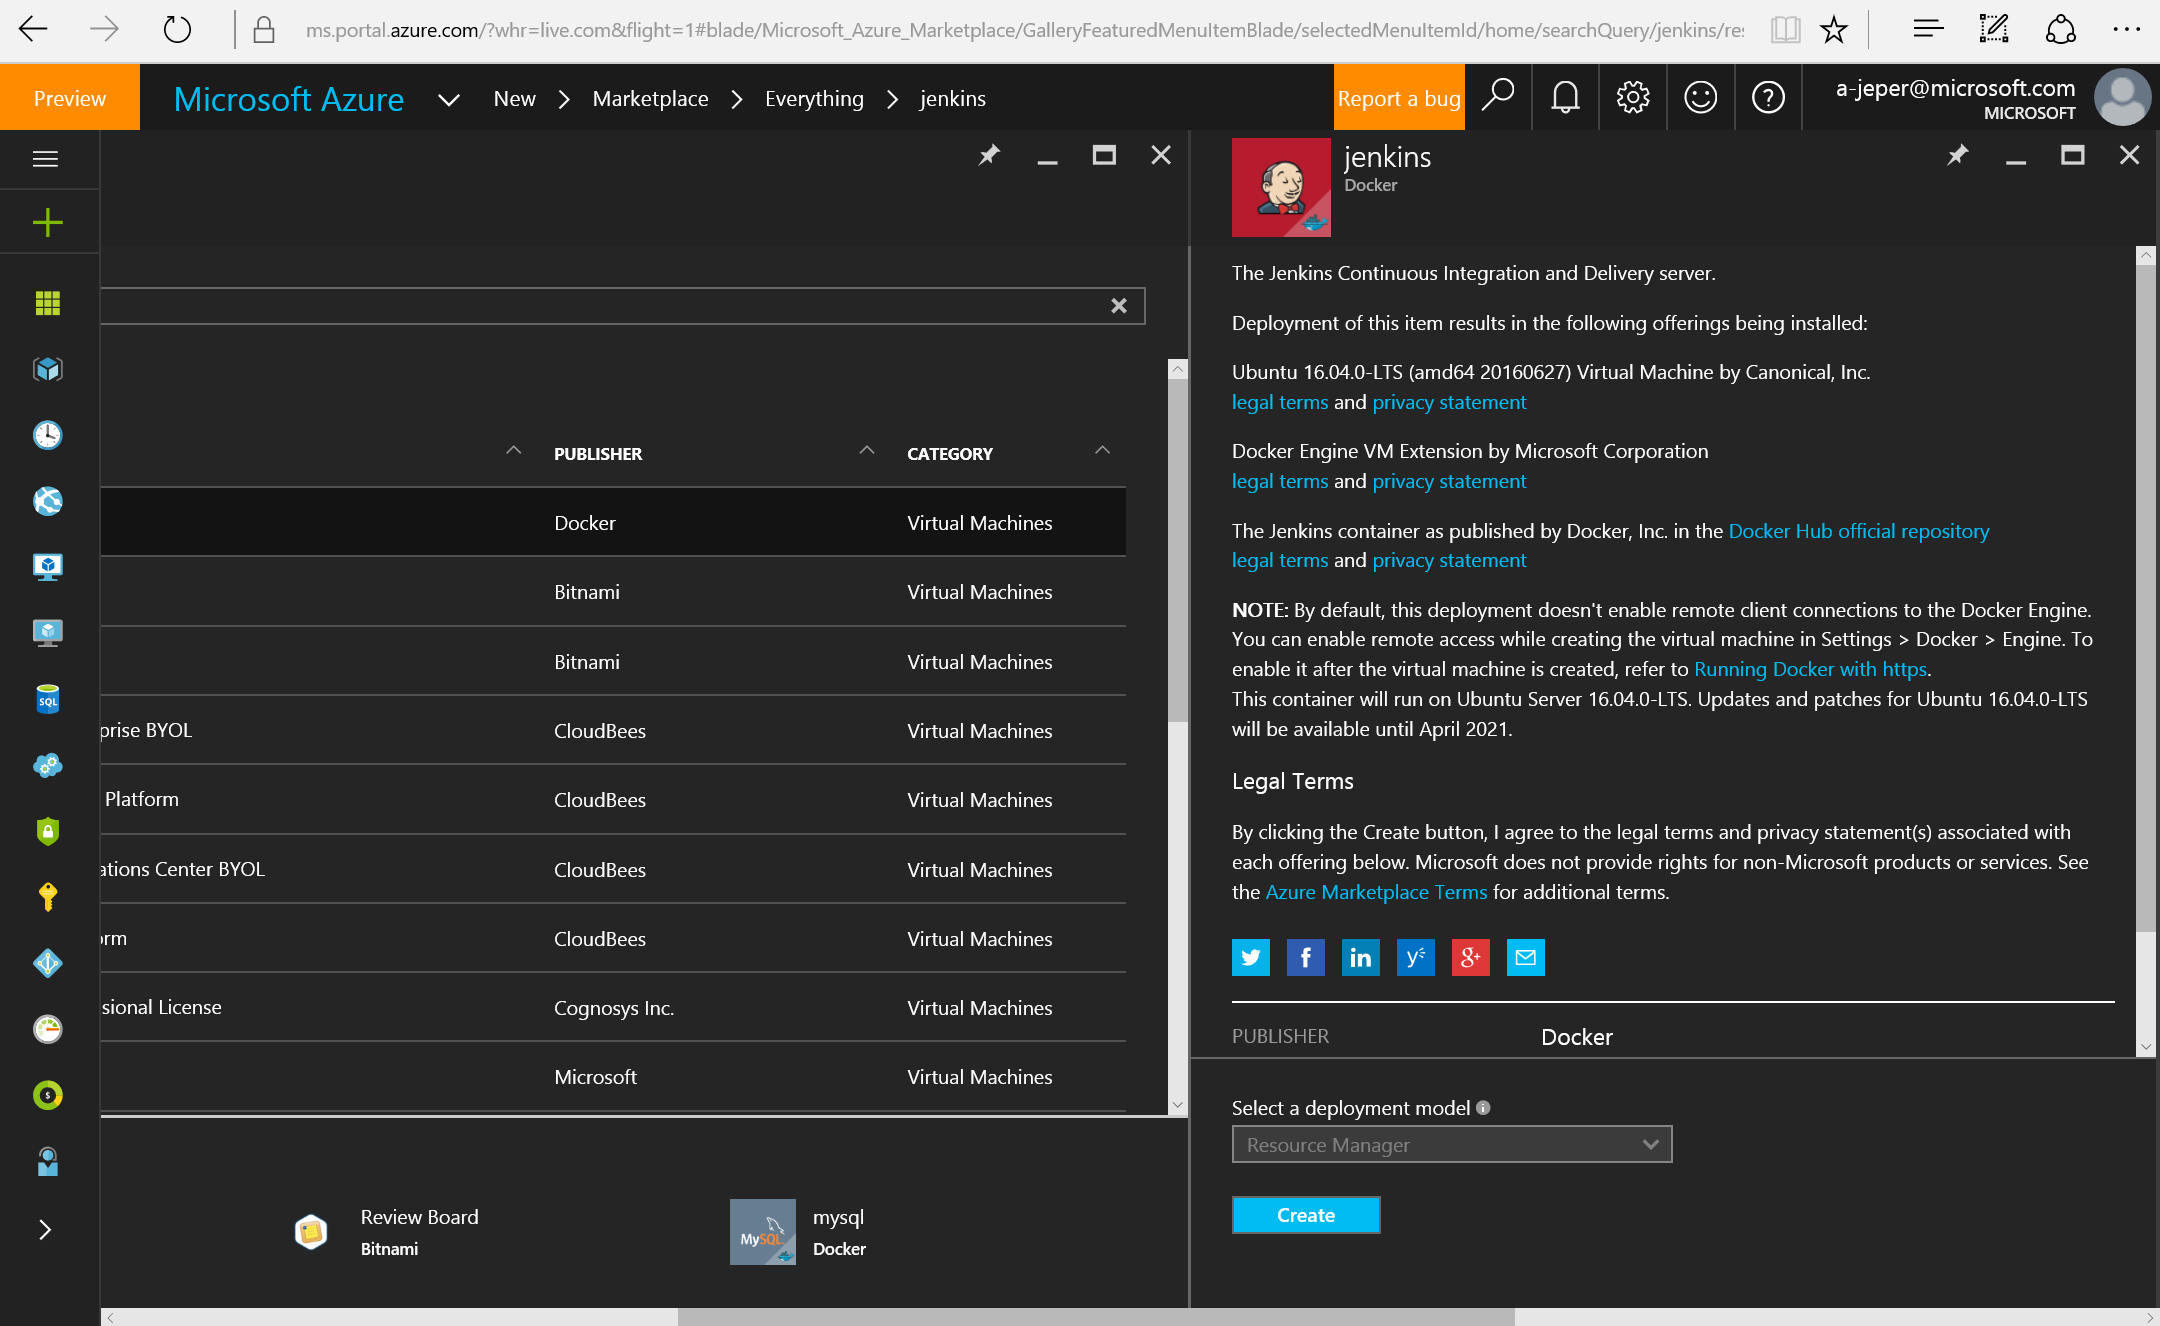 ms.portal.azure.com/?whr=live.com&flight=1#blade/Microsoft_Azure_Marketplace/GalleryFeaturedMenuItemBlade/selectedMenuItemId/home/searchQuery/jenkins/res
Preview
Microsoft Azure
New
Marketplace
Everything
jenkins
Report a bug
a-jeper@microsoft.com
MICROSOFT
PUBLISHER
CATEGORY
Docker
Virtual Machines
Bitnami
Virtual Machines
Bitnami
Virtual Machines
prise BYOL
CloudBees
Virtual Machines
Platform
CloudBees
Virtual Machines
ations Center BYOL
CloudBees
Virtual Machines
rm
CloudBees
Virtual Machines
sional License
Cognosys Inc.
Virtual Machines
Microsoft
Virtual Machines
SQL
Review Board
Bitnami
MySQL
mysql
Docker
jenkins
Docker
The Jenkins Continuous Integration and Delivery server.
Deployment of this item results in the following offerings being installed:
Ubuntu 16.04.0-LTS (amd64 20160627) Virtual Machine by Canonical, Inc.
legal terms and privacy statement
Docker Engine VM Extension by Microsoft Corporation
legal terms and privacy statement
The Jenkins container as published by Docker, Inc. in the Docker Hub official repository
legal terms and privacy statement
NOTE: By default, this deployment doesn't enable remote client connections to the Docker Engine.
You can enable remote access while creating the virtual machine in Settings > Docker > Engine. To
enable it after the virtual machine is created, refer to Running Docker with https.
This container will run on Ubuntu Server 16.04.0-LTS. Updates and patches for Ubuntu 16.04.0-LTS
will be available until April 2021.
Legal Terms
By clicking the Create button, I agree to the legal terms and privacy statement(s) associated with
each offering below. Microsoft does not provide rights for non-Microsoft products or services. See
the Azure Marketplace Terms for additional terms.
PUBLISHER
Docker
Select a deployment model
Resource Manager
Create